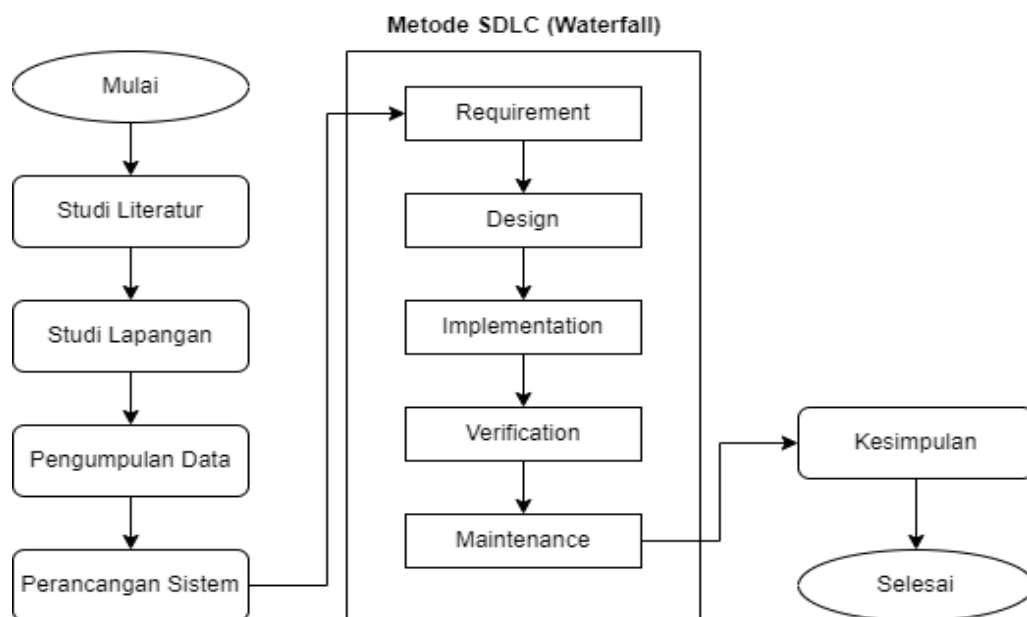 Metode SDLC (Waterfall)
Mulai
Studi Literatur
Studi Lapangan
Pengumpulan Data
Perancangan Sistem
Requirement
Design
Implementation
Verification
Maintenance
Kesimpulan
Selesai